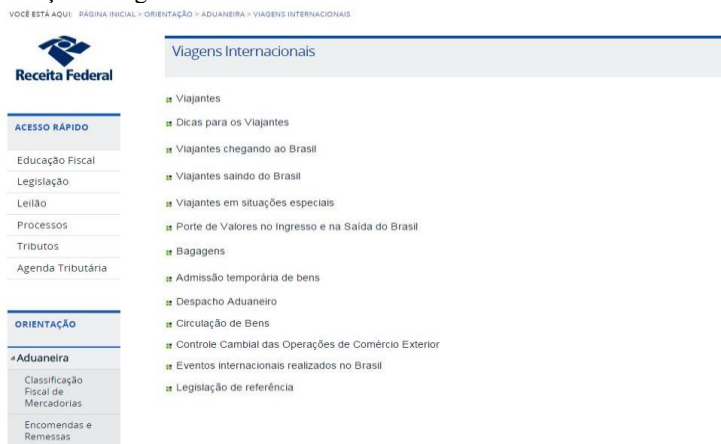 VOCÊ ESTÁ AQUI: PÁGINA INICIAL > ORIENTAÇÃO > ADUANEIRA > VIAGENS INTERNACIONAIS
Receita Federal
ACESSO RÁPIDO
Educação Fiscal
Legislação
Leilão
Processos
Tributos
Agenda Tributária
ORIENTAÇÃO
Aduaneira
Classificação
Fiscal de
Mercadorias
Encomendas e
Remessas
Viagens Internacionais
Viajantes
Dicas para os Viajantes
Viajantes chegando ao Brasil
Viajantes saindo do Brasil
Viajantes em situações especiais
Porte de Valores no Ingresso e na Saída do Brasil
Bagagens
Admissão temporária de bens
Despacho Aduaneiro
Circulação de Bens
Controle Cambial das Operações de Comércio Exterior
Eventos internacionais realizados no Brasil
Legislação de referência